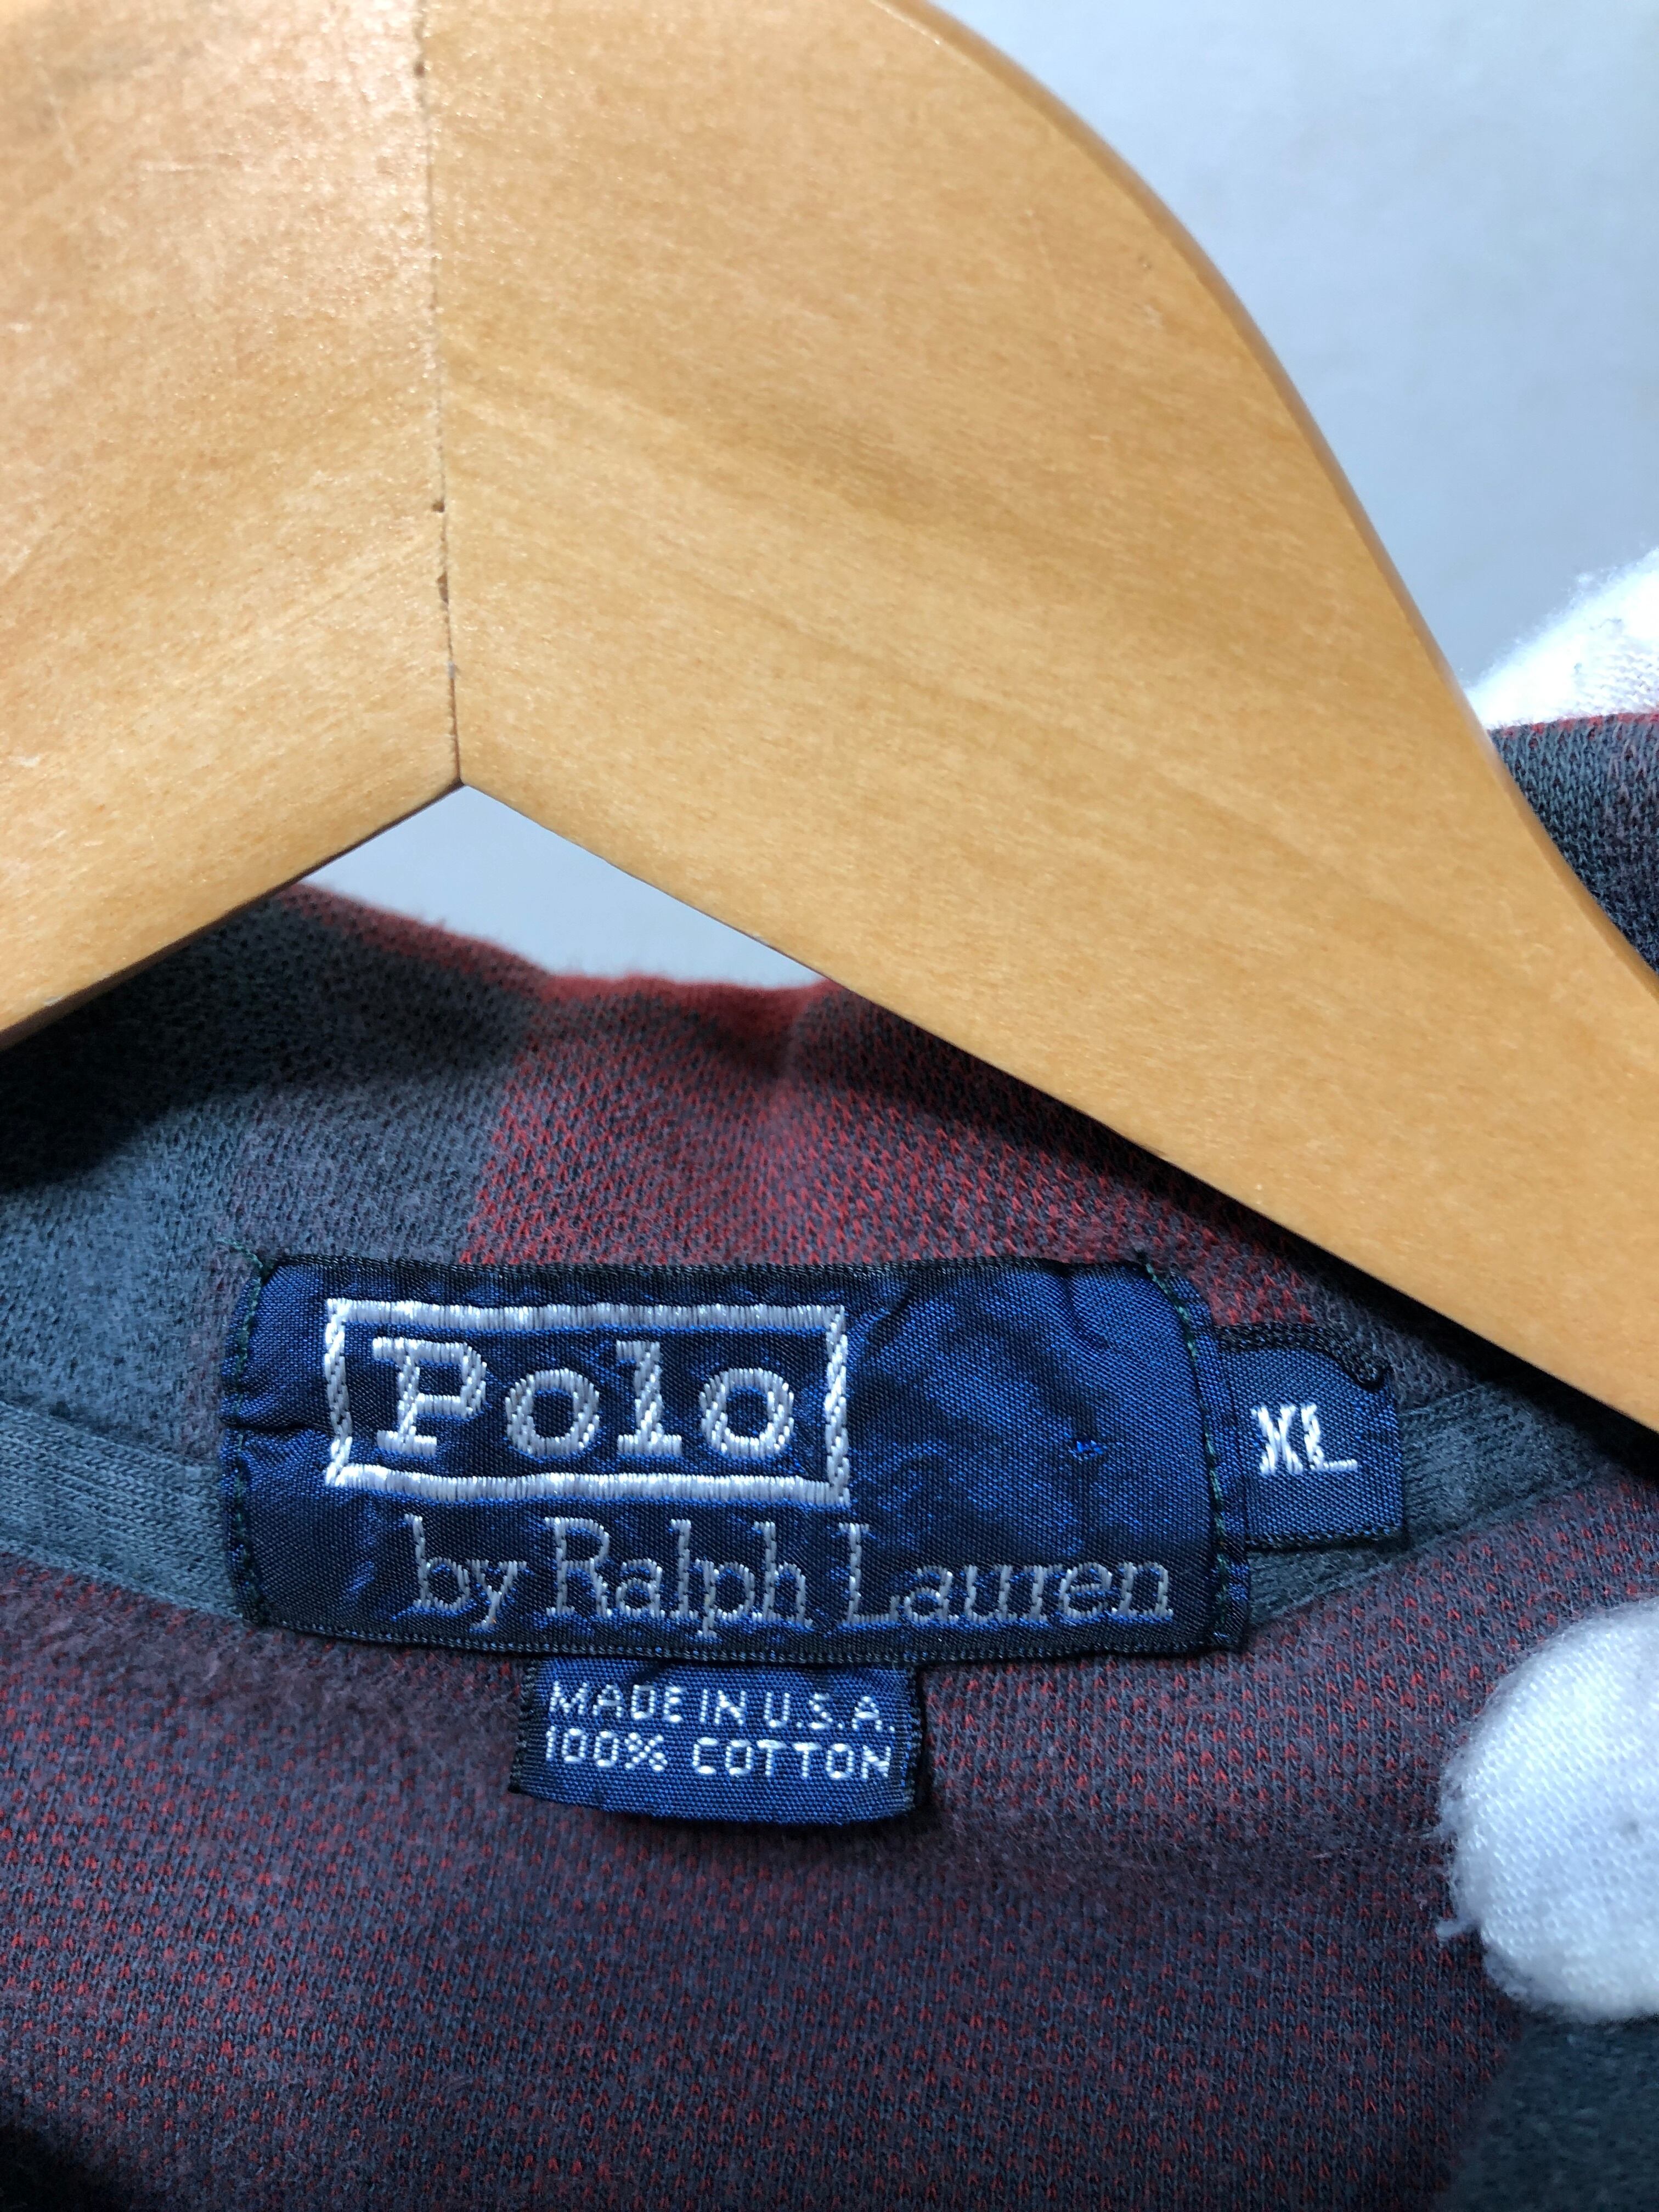 Polo
by Ralph Lauren
XL
MADE IN U.S.A.
100% COTTON